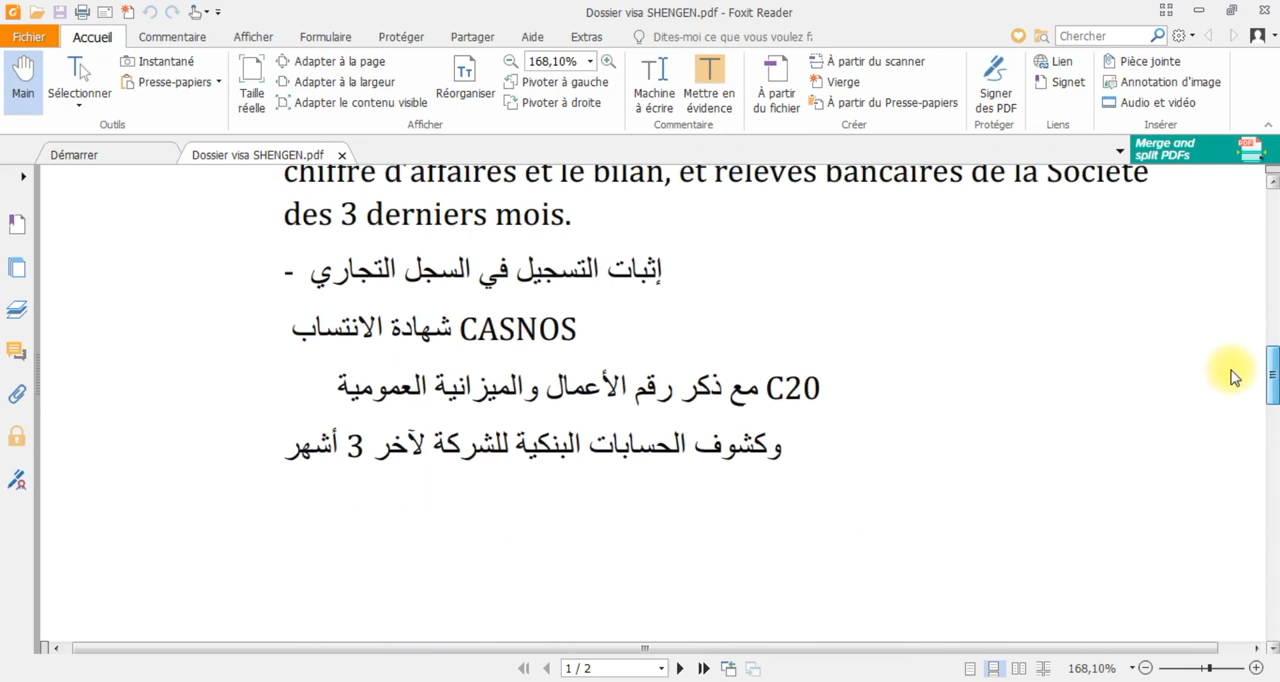 Dossier visa SHENGEN.pdf - Foxit Reader
Fichier Accueil Commentaire Afficher Formulaire Protéger Partager Aide Extras Dites-moi ce que vous voulez f Chercher
Main
Sélectionner
Instantané
Presse-papiers
Outils
Taille réelle
Adapter à la page
Adapter à la largeur
Adapter le contenu visible
Réorganiser
168,10%
Pivoter à gauche
Pivoter à droite
Afficher
Machine à écrire
Mettre en évidence
Commentaire
À partir du fichier
À partir du scanner
Vierge
À partir du Presse-papiers
Créer
Signer des PDF
Protéger
Lien
Signet
Liens
Pièce jointe
Annotation d'image
Audio et vidéo
Insérer
Démarrer
Dossier visa SHENGEN.pdf
Merge and
split PDFs
chiffre d'affaires et le bilan, et relevés bancaires de la Société
des 3 derniers mois.
- إثبات التسجيل في السجل التجاري
شهادة الانتساب CASNOS
C20 مع ذكر رقم الأعمال والميزانية العمومية
وكشوف الحسابات البنكية للشركة لآخر 3 أشهر
1 / 2
168,10%